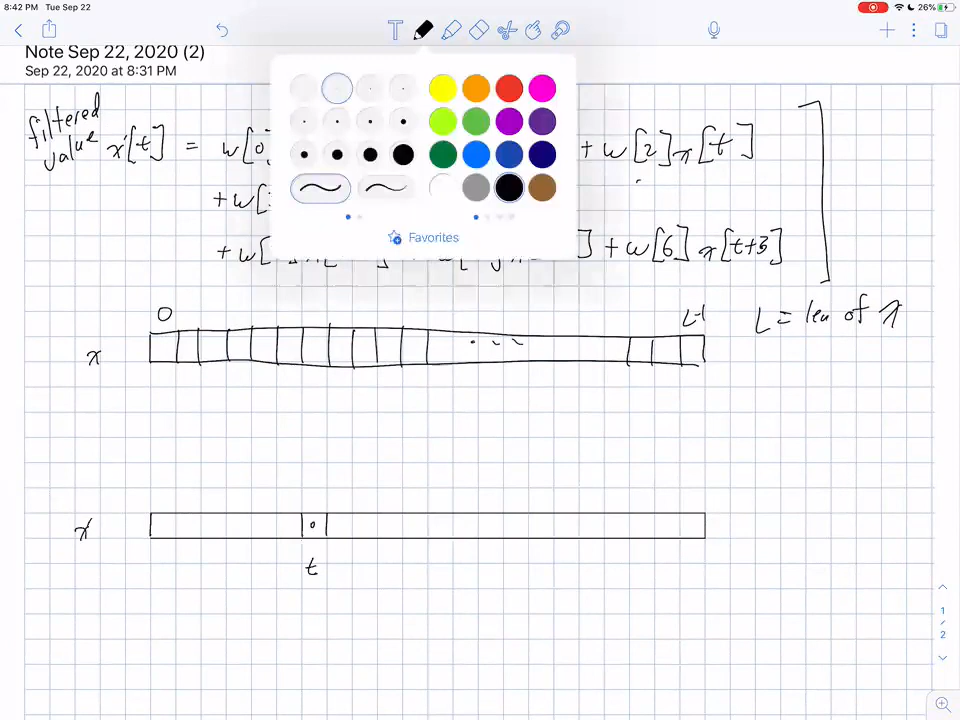 8:42 PM Tue Sep 22
26%
Note Sep 22, 2020 (2)
Sep 22, 2020 at 8:31 PM
filtered
value x'[t] = w[0 + w[2] x[t]
+w[
+w[ ] + w[6] x[t+3]
Favorites
0 L-1 L = len of x
x
x'
t
1
/
2